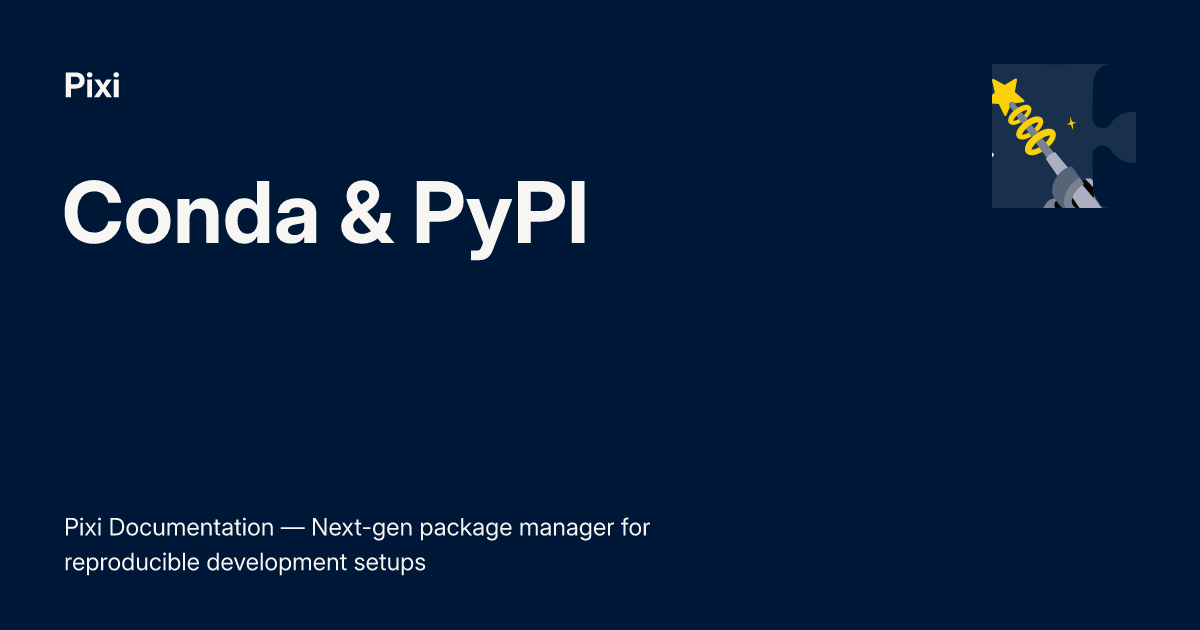 Pixi
Conda & PyPI
Pixi Documentation — Next-gen package manager for
reproducible development setups